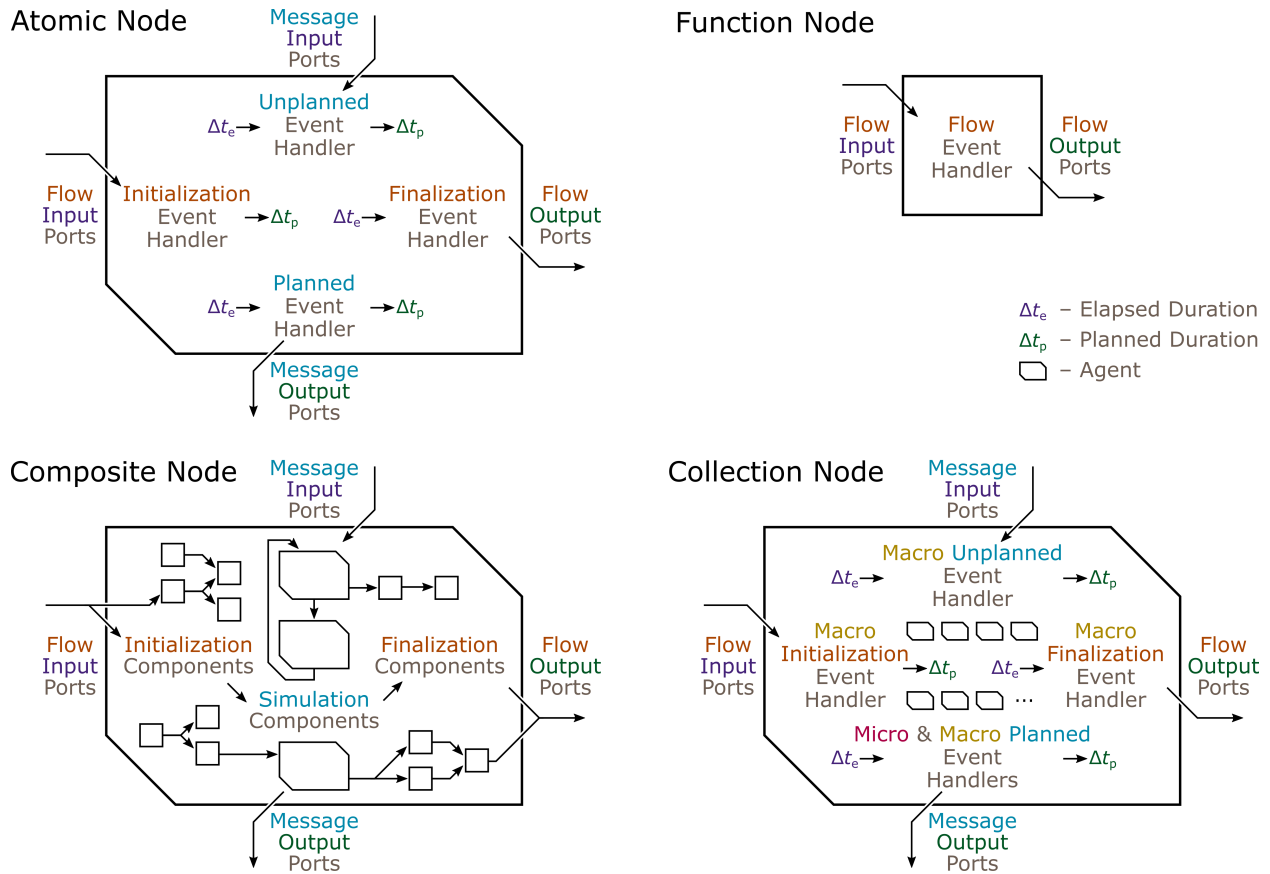 Atomic Node
Message
Input
Ports
Unplanned
Δte Event Δtp
Handler
Flow
Input
Ports
Initialization
Event Δtp
Handler
Finalization
Δte Event
Handler
Flow
Output
Ports
Planned
Δte Event Δtp
Handler
Message
Output
Ports
Function Node
Flow
Input
Ports
Flow
Event
Handler
Flow
Output
Ports
Δte – Elapsed Duration
Δtp – Planned Duration
– Agent
Composite Node
Message
Input
Ports
Flow
Input
Ports
Initialization
Components
Simulation
Components
Finalization
Components
Flow
Output
Ports
Message
Output
Ports
Collection Node
Message
Input
Ports
Macro Unplanned
Δte Event Δtp
Handler
Flow
Input
Ports
Macro
Initialization
Event Δtp
Handler
...
Macro
Finalization
Δte Event
Handler
Flow
Output
Ports
Micro & Macro Planned
Δte Event Δtp
Handlers
Message
Output
Ports